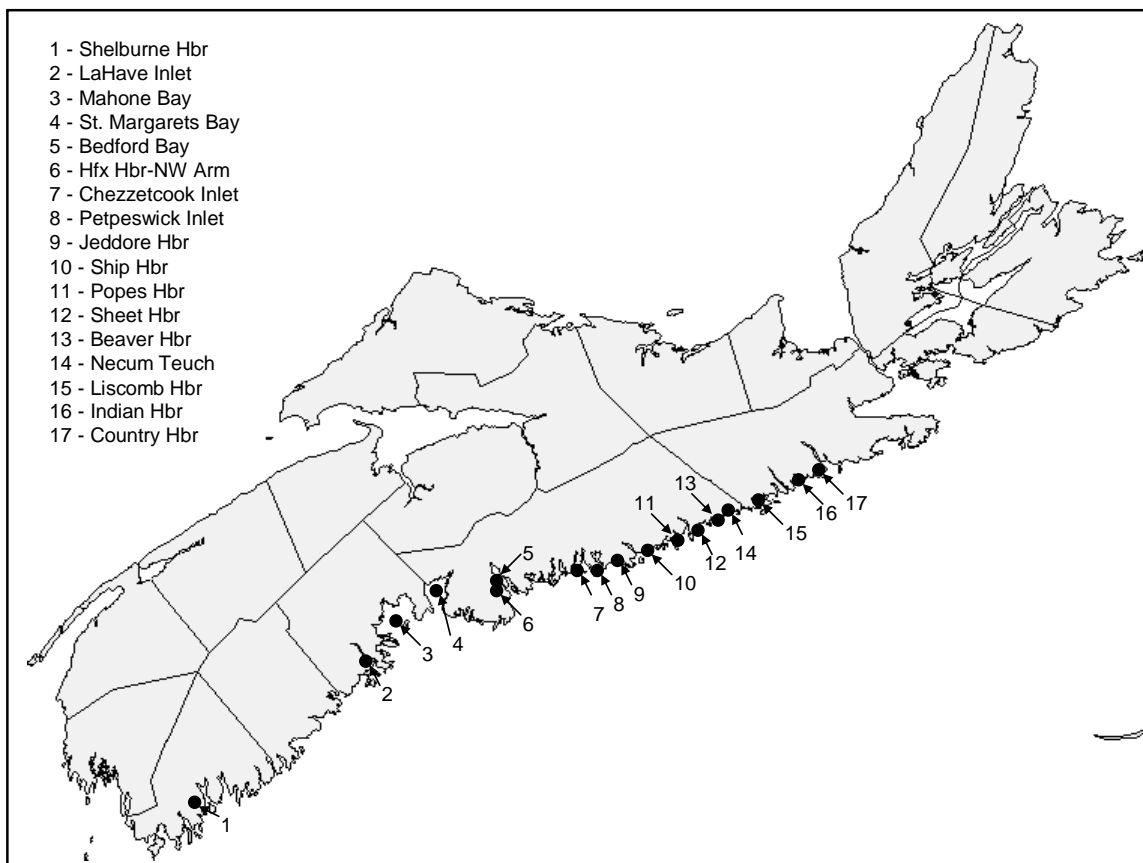 1 - Shelburne Hbr
2 - LaHave Inlet
3 - Mahone Bay
4 - St. Margarets Bay
5 - Bedford Bay
6 - Hfx Hbr-NW Arm
7 - Chezzetcook Inlet
8 - Petpeswick Inlet
9 - Jeddore Hbr
10 - Ship Hbr
11 - Popes Hbr
12 - Sheet Hbr
13 - Beaver Hbr
14 - Necum Teuch
15 - Liscomb Hbr
16 - Indian Hbr
17 - Country Hbr
13
11
17
16
15
14
12
10
9
5
8
7
6
4
3
2
1